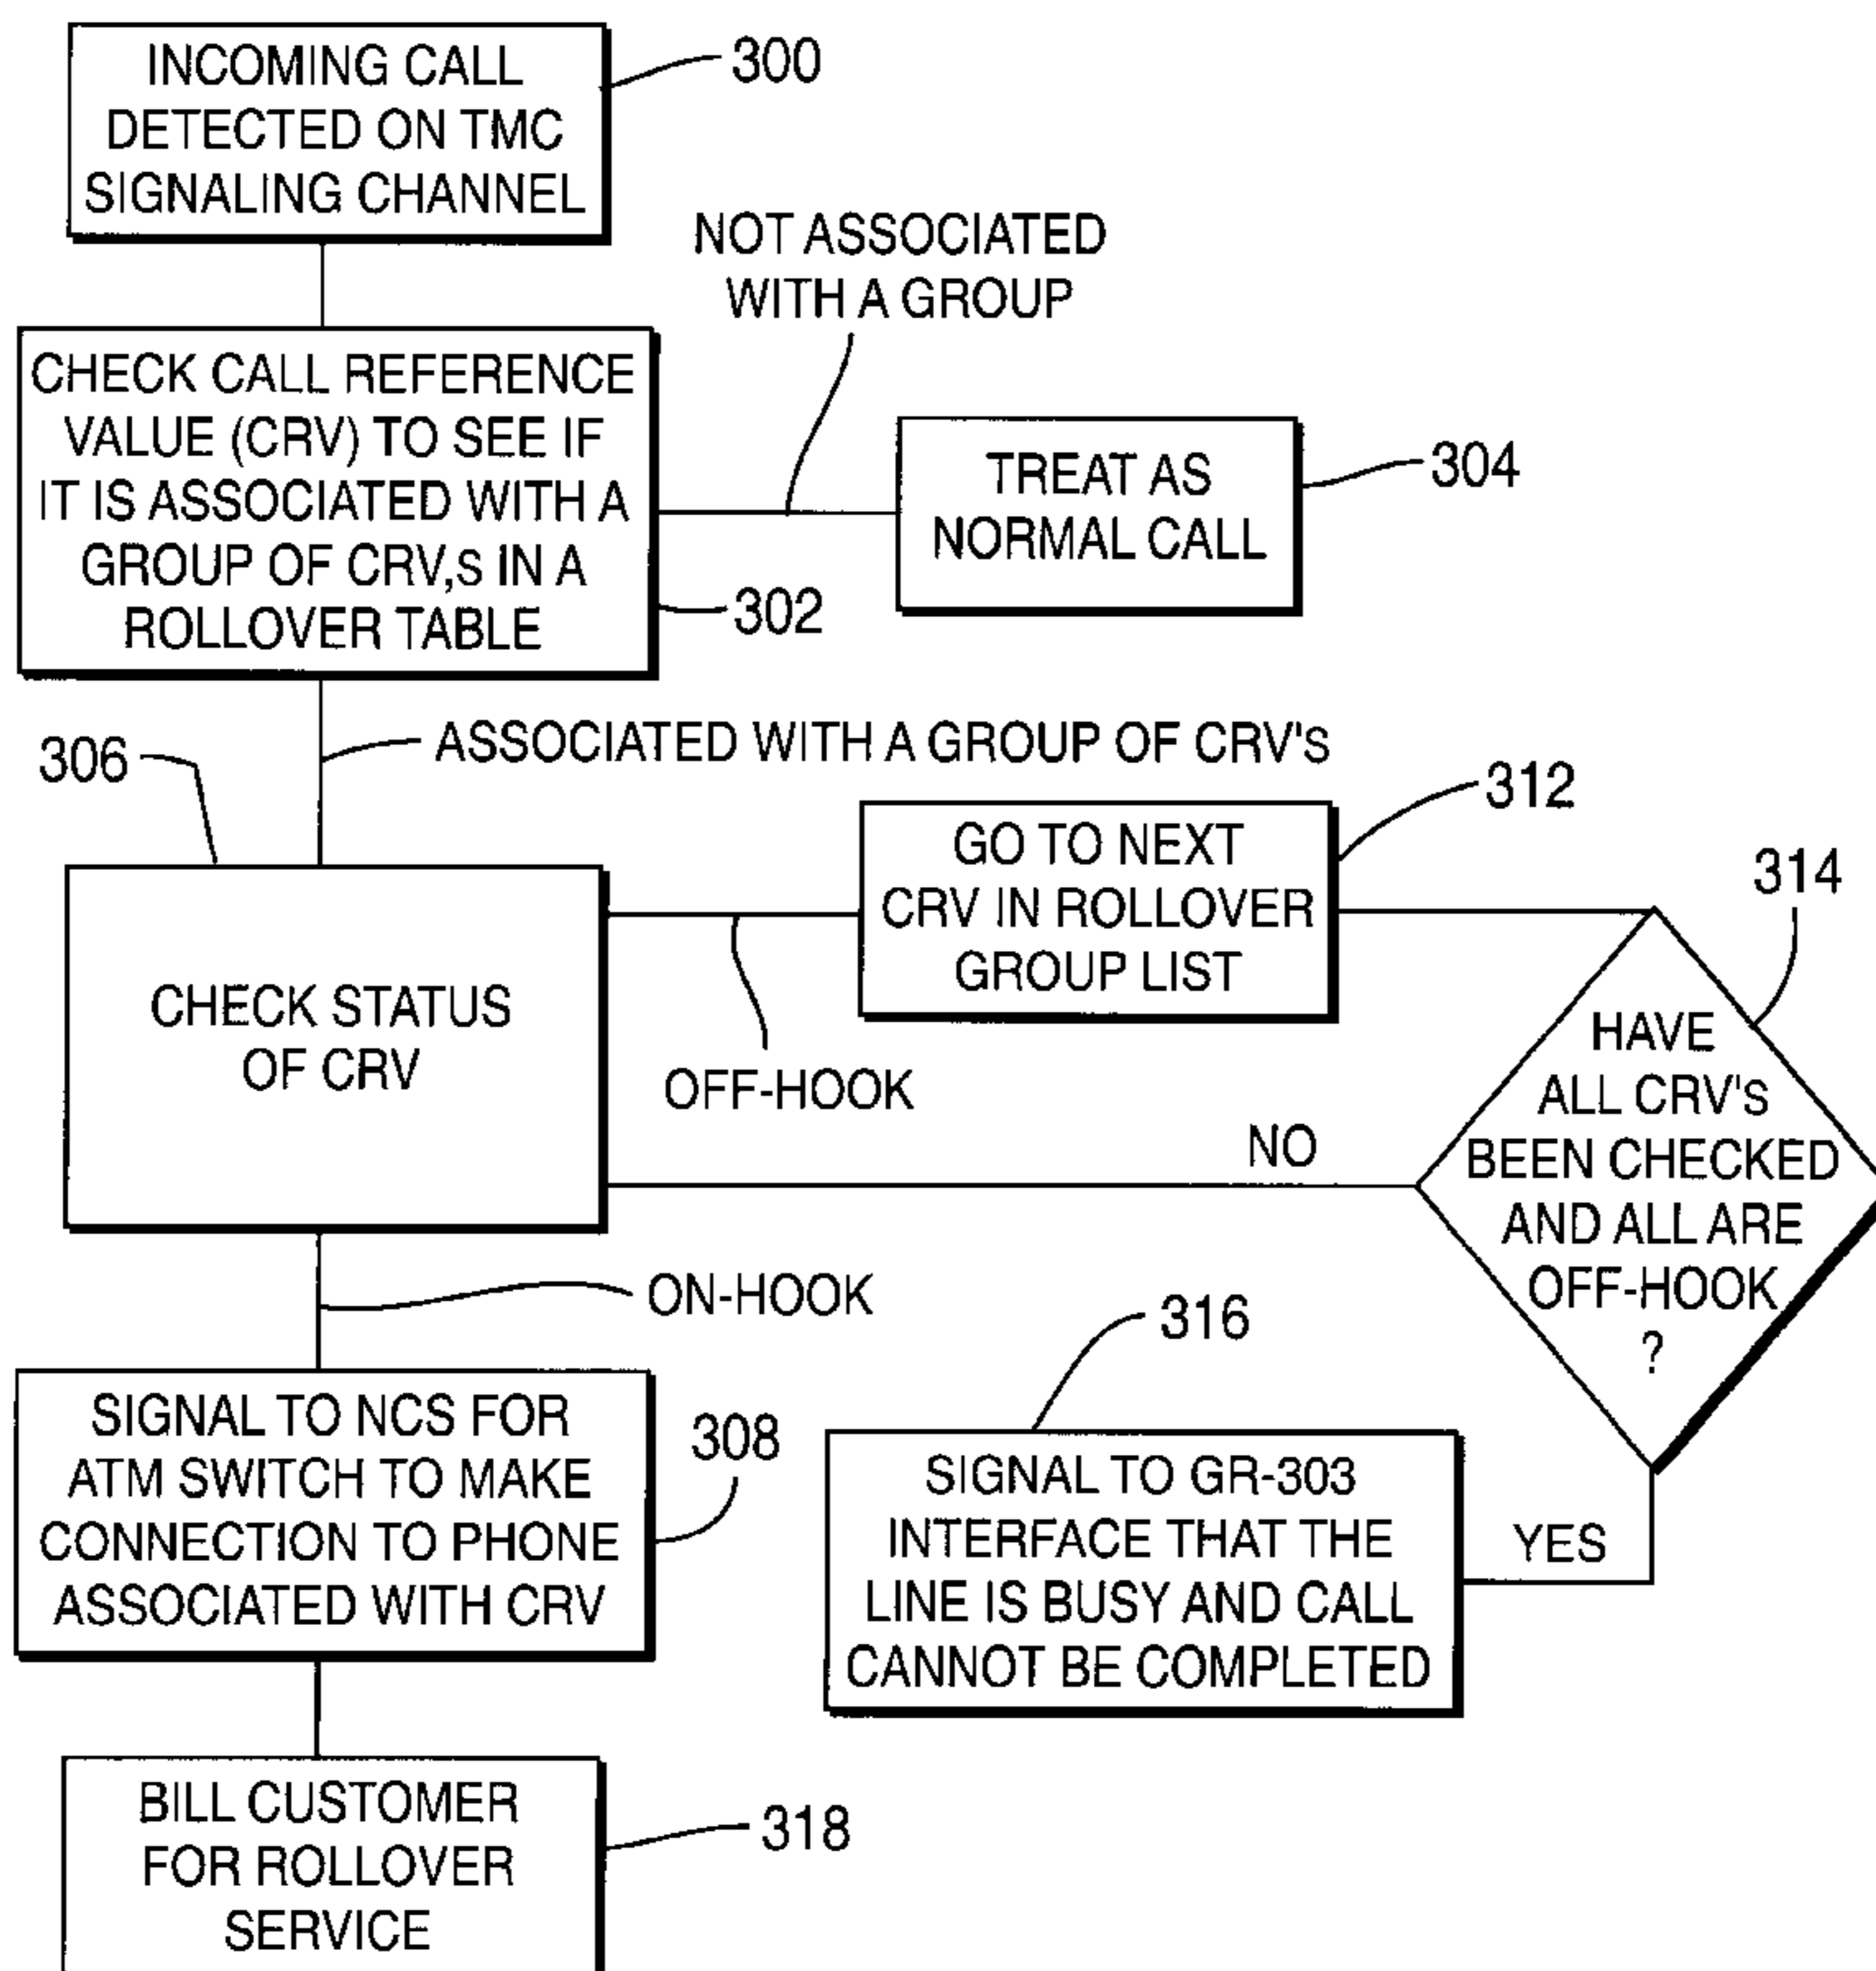 INCOMING CALL
DETECTED ON TMC
SIGNALING CHANNEL
300
NOT ASSOCIATED
WITH A GROUP
CHECK CALL REFERENCE
VALUE (CRV) TO SEE IF
IT IS ASSOCIATED WITH A
GROUP OF CRV,s IN A
ROLLOVER TABLE
302
TREAT AS
NORMAL CALL
304
306
ASSOCIATED WITH A GROUP OF CRV's
312
GO TO NEXT
CRV IN ROLLOVER
GROUP LIST
314
CHECK STATUS
OF CRV
OFF-HOOK
HAVE
ALL CRV's
BEEN CHECKED
AND ALL ARE
OFF-HOOK
?
NO
ON-HOOK
316
SIGNAL TO NCS FOR
ATM SWITCH TO MAKE
CONNECTION TO PHONE
ASSOCIATED WITH CRV
308
SIGNAL TO GR-303
INTERFACE THAT THE
LINE IS BUSY AND CALL
CANNOT BE COMPLETED
YES
BILL CUSTOMER
FOR ROLLOVER
SERVICE
318